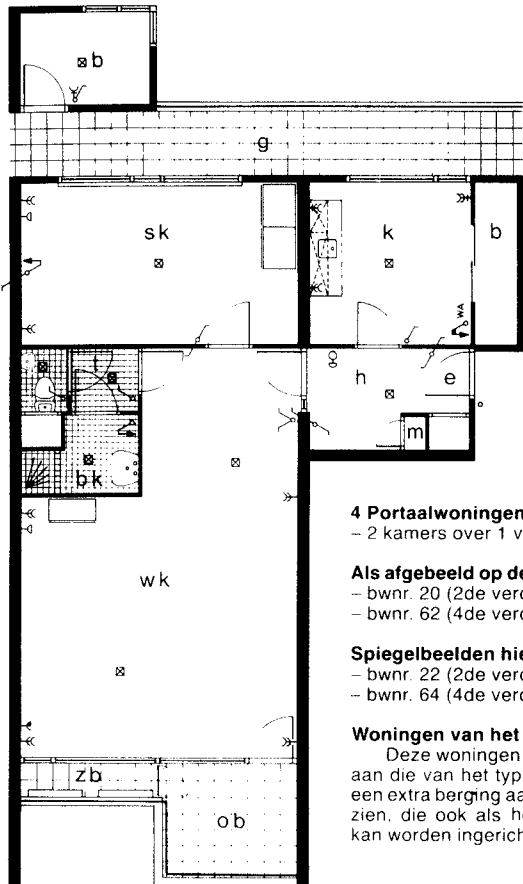 b
g
sk
k
b
WA
t
h
e
m
bk
wk
zb
ob
4 Portaalwoningen
– 2 kamers over 1 v
Als afgebeeld op de
– bwnr. 20 (2de verd
– bwnr. 62 (4de verd
Spiegelbeelden hie
– bwnr. 22 (2de verd
– bwnr. 64 (4de verd
Woningen van het
Deze woningen
aan die van het typ
een extra berging aa
zien, die ook als h
kan worden ingerich